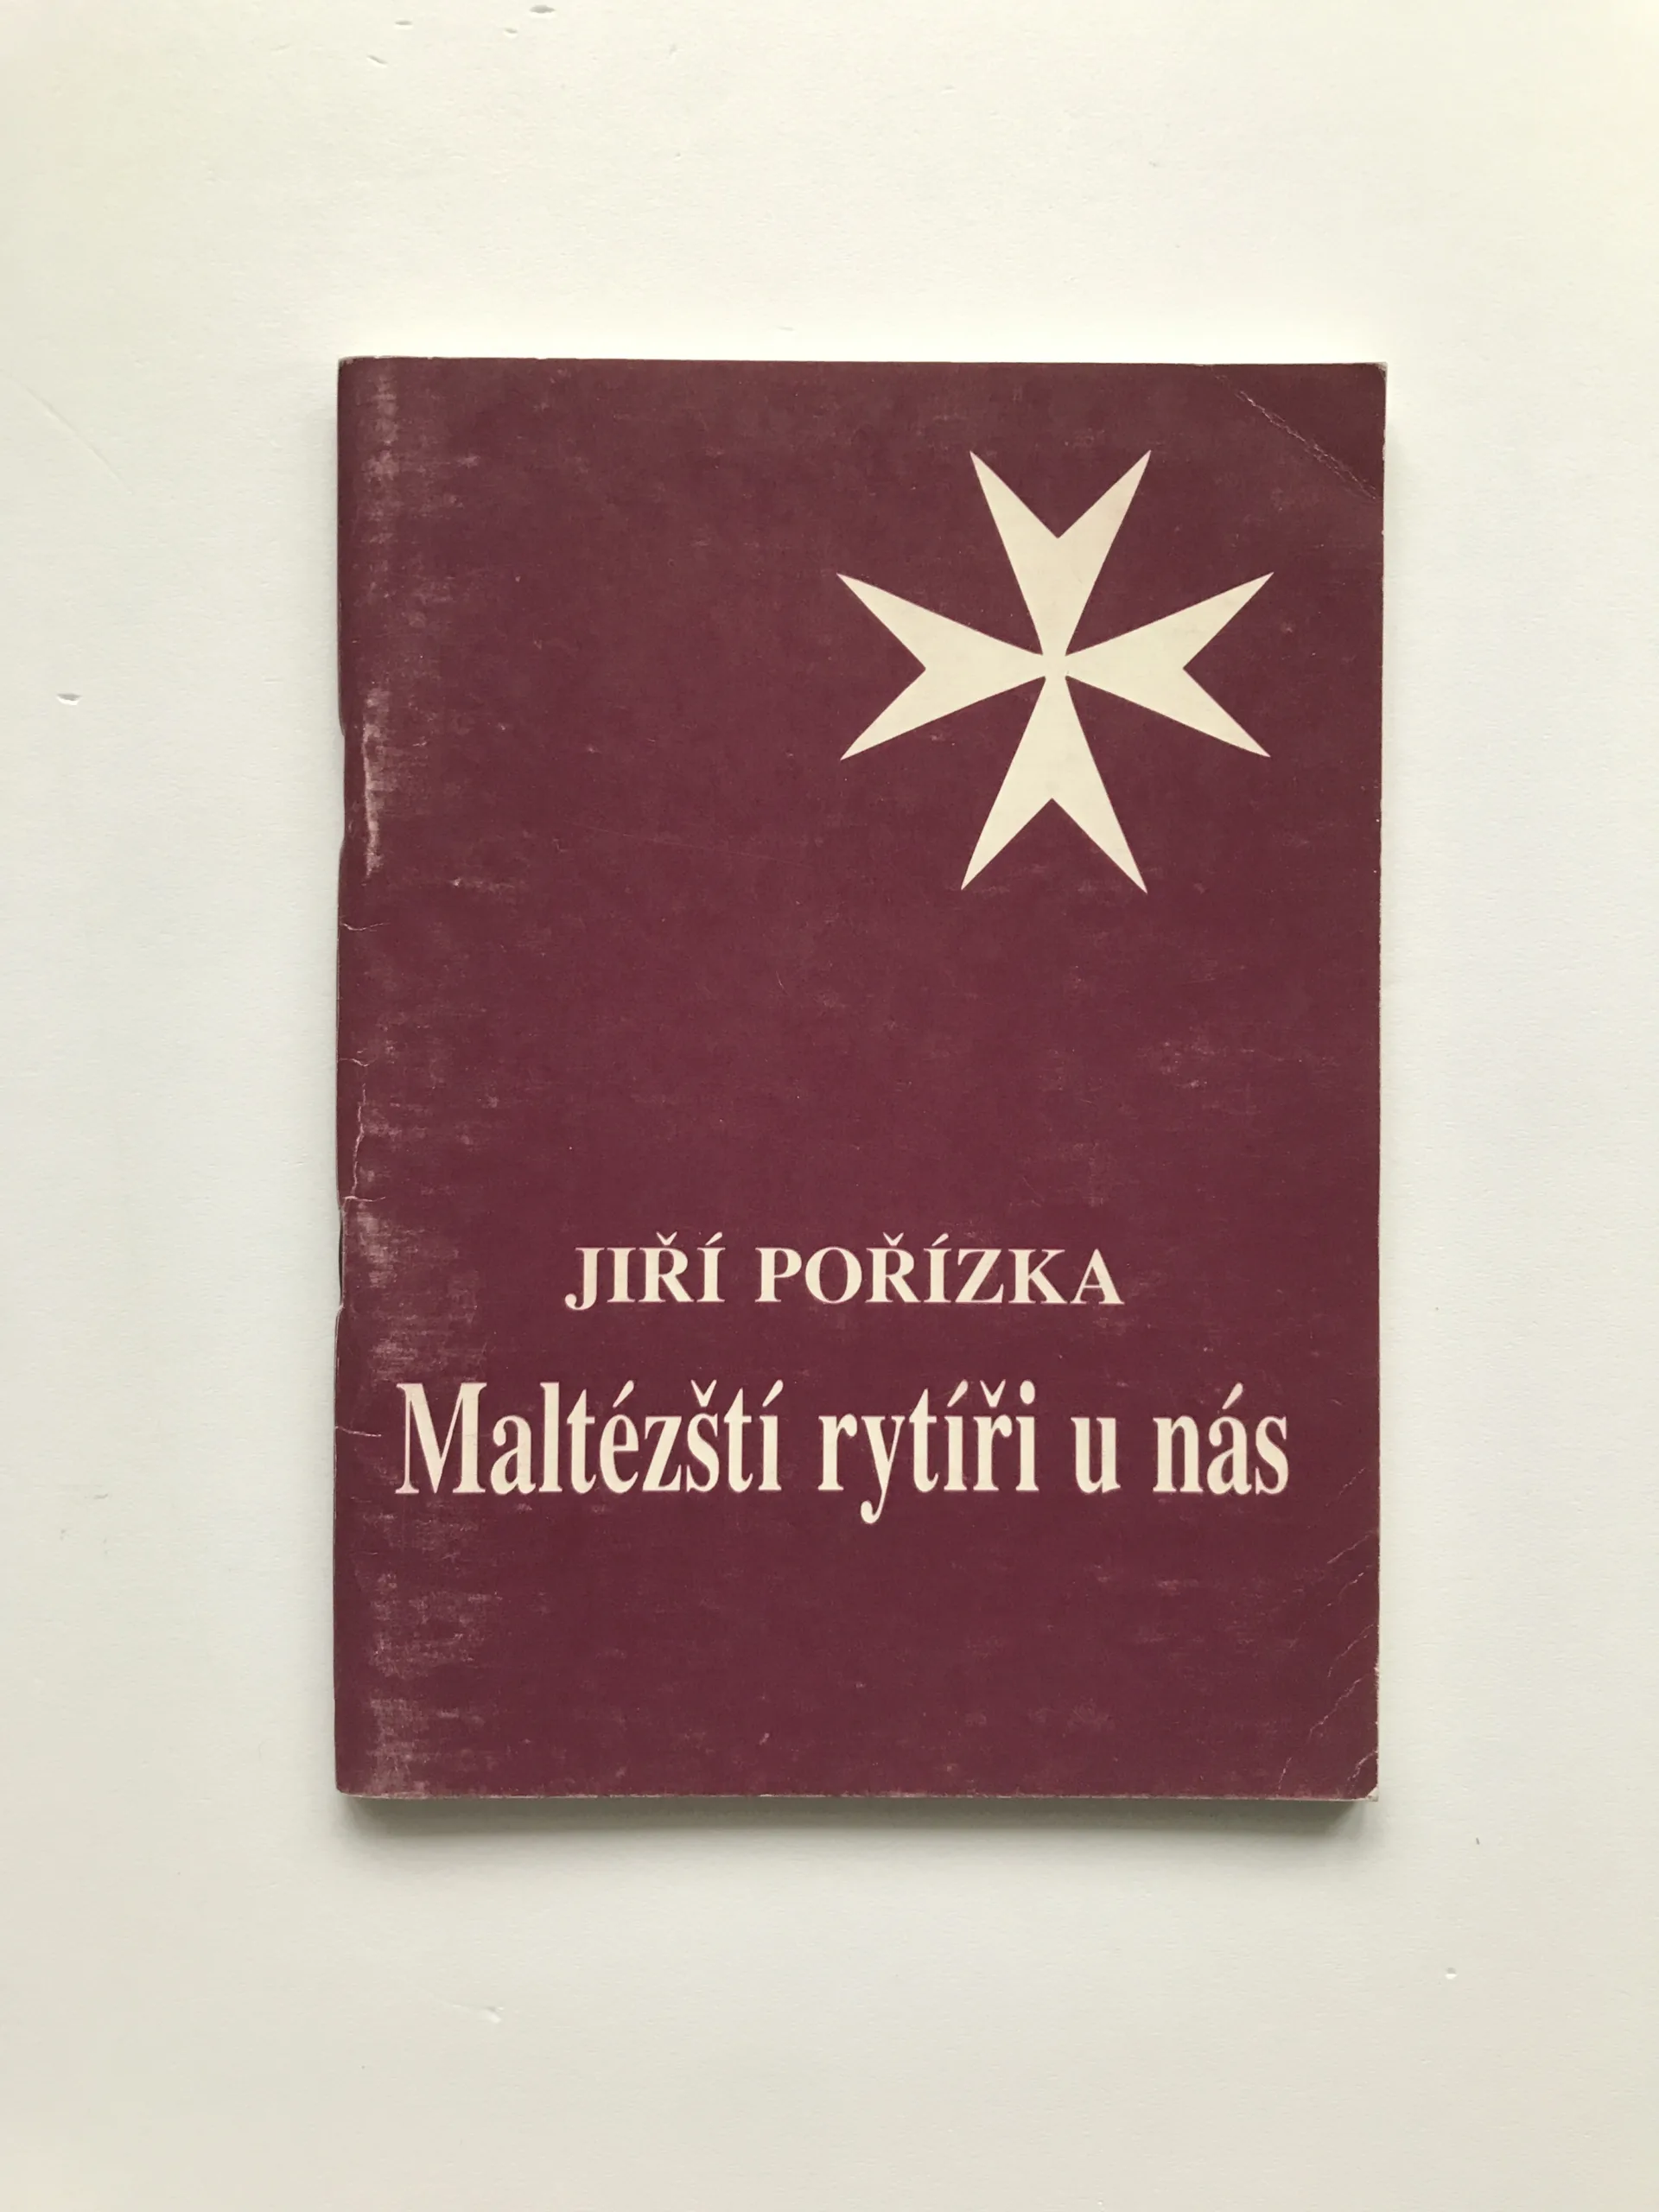 JIŘÍ POŘÍZKA
Maltézští rytíři u nás